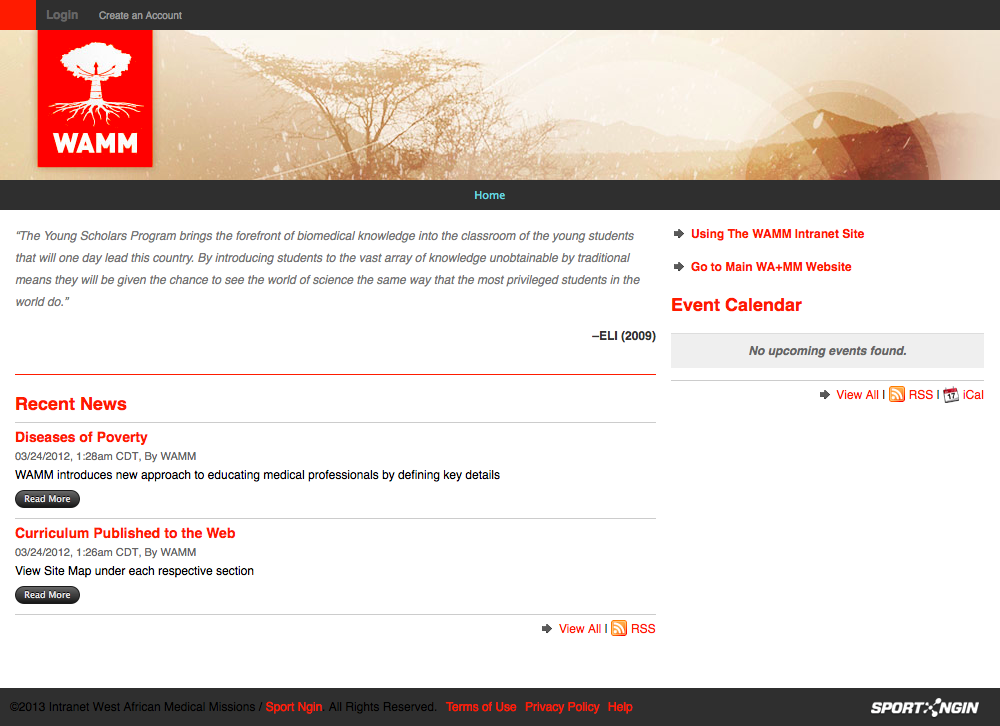 Login Create an Account
WAMM
Home
“The Young Scholars Program brings the forefront of biomedical knowledge into the classroom of the young students
that will one day lead this country. By introducing students to the vast array of knowledge unobtainable by traditional
means they will be given the chance to see the world of science the same way that the most privileged students in the
world do.”
–ELI (2009)
Recent News
Diseases of Poverty
03/24/2012, 1:28am CDT, By WAMM
WAMM introduces new approach to educating medical professionals by defining key details
Read More
Curriculum Published to the Web
03/24/2012, 1:26am CDT, By WAMM
View Site Map under each respective section
Read More
View All | RSS
Using The WAMM Intranet Site
Go to Main WA+MM Website
Event Calendar
No upcoming events found.
View All | RSS | 17 iCal
©2013 Intranet West African Medical Missions / Sport Ngin. All Rights Reserved. Terms of Use Privacy Policy Help
SPORT NGIN